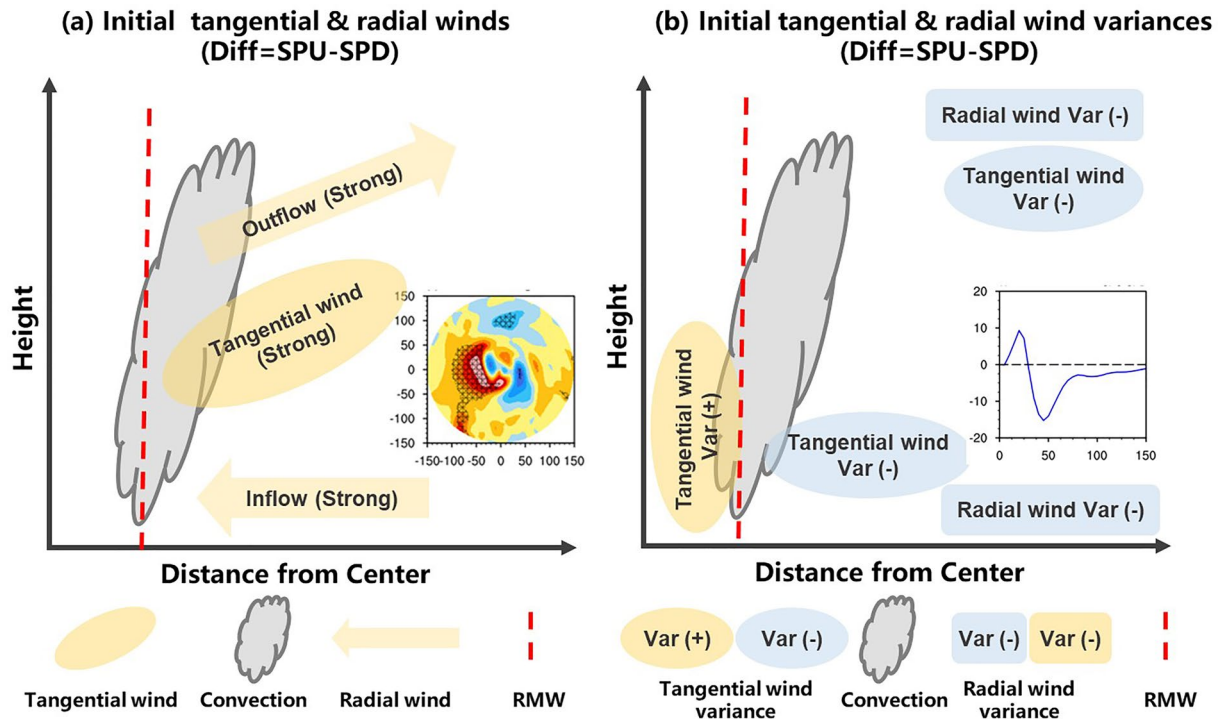 (a) Initial tangential & radial winds
(Diff=SPU-SPD)
Height
Outflow (Strong)
Tangential wind
(Strong)
Inflow (Strong)
150
100
50
0
-50
-100
-150
-150-100 -50 0 50 100 150
Distance from Center
Tangential wind
Convection
Radial wind
RMW
(b) Initial tangential & radial wind variances
(Diff=SPU-SPD)
Height
Radial wind Var (-)
Tangential wind
Var (-)
Tangential wind
Var (+)
Tangential wind
Var (-)
20
10
0
-10
-20
0 50 100 150
Radial wind Var (-)
Distance from Center
Var (+)
Var (-)
Var (-)
Var (-)
Tangential wind
variance
Convection
Radial wind
variance
RMW